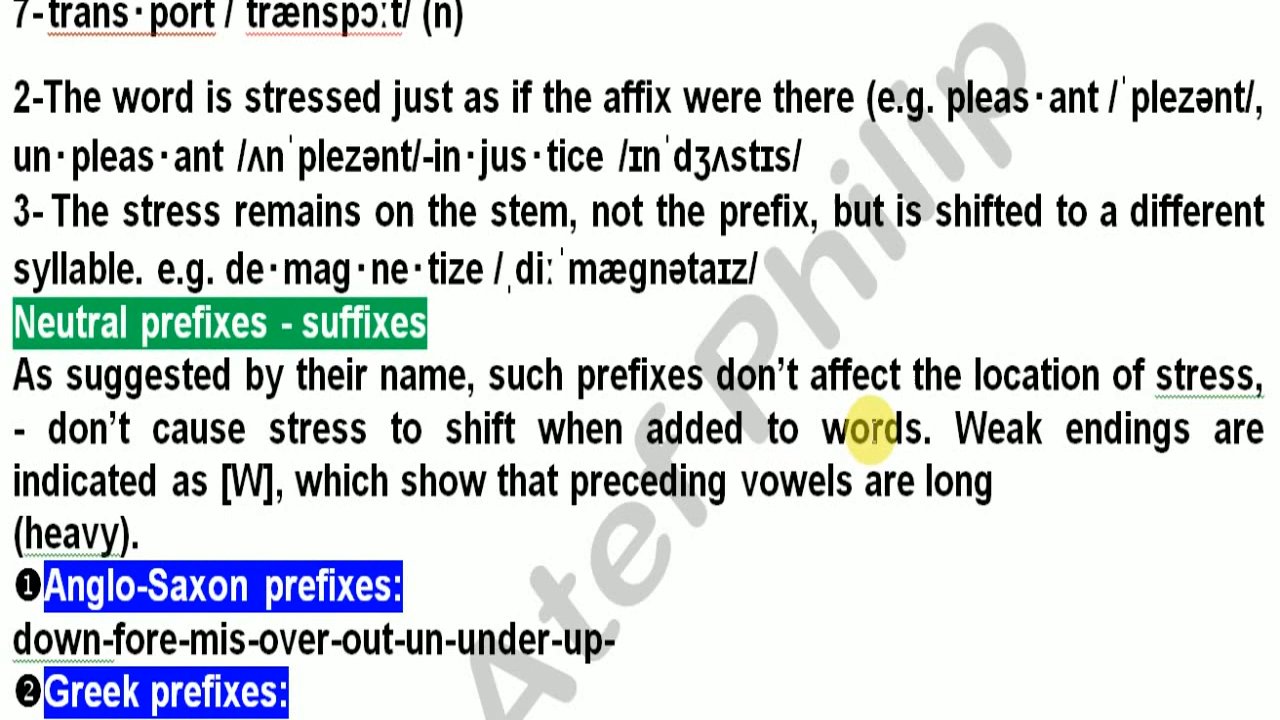 7-trans·port / trænspɔːt/ (n)
2-The word is stressed just as if the affix were there (e.g. pleas·ant /ˈplezənt/,
un·pleas·ant /ʌnˈplezənt/-in·jus·tice /ɪnˈdʒʌstɪs/
3- The stress remains on the stem, not the prefix, but is shifted to a different
syllable. e.g. de·mag·ne·tize /ˌdiːˈmægnətaɪz/
Neutral prefixes - suffixes
As suggested by their name, such prefixes don’t affect the location of stress,
- don’t cause stress to shift when added to words. Weak endings are
indicated as [W], which show that preceding vowels are long
(heavy).
❶Anglo-Saxon prefixes:
down-fore-mis-over-out-un-under-up-
❷Greek prefixes:
Atef Philip